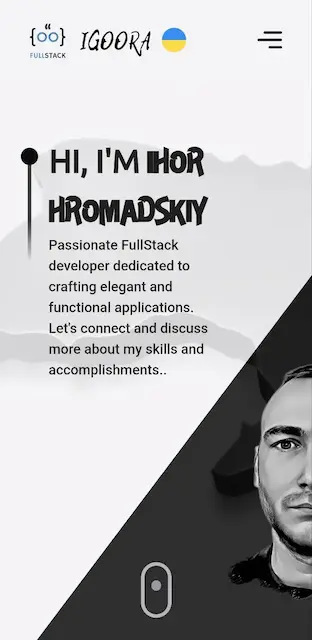 IGOORA
FULLSTACK
HI, I'M IHOR
HROMADSKIY
Passionate FullStack
developer dedicated to
crafting elegant and
functional applications.
Let's connect and discuss
more about my skills and
accomplishments..